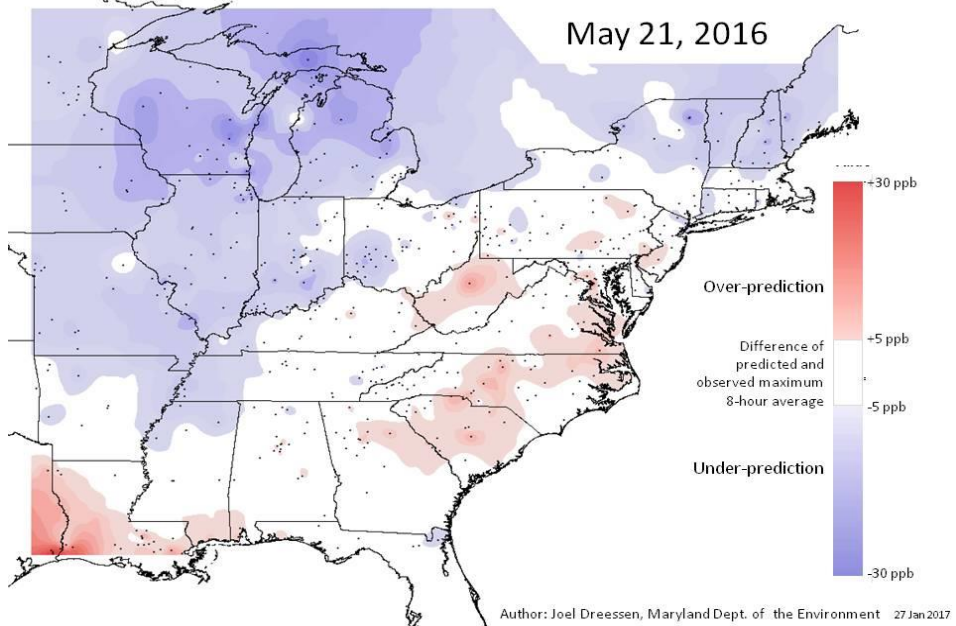 May 21, 2016
+30 ppb
Over-prediction
+5 ppb
Difference of
predicted and
observed maximum
8-hour average
-5 ppb
Under-prediction
-30 ppb
Author: Joel Dreessen, Maryland Dept. of the Environment 27 Jan 2017